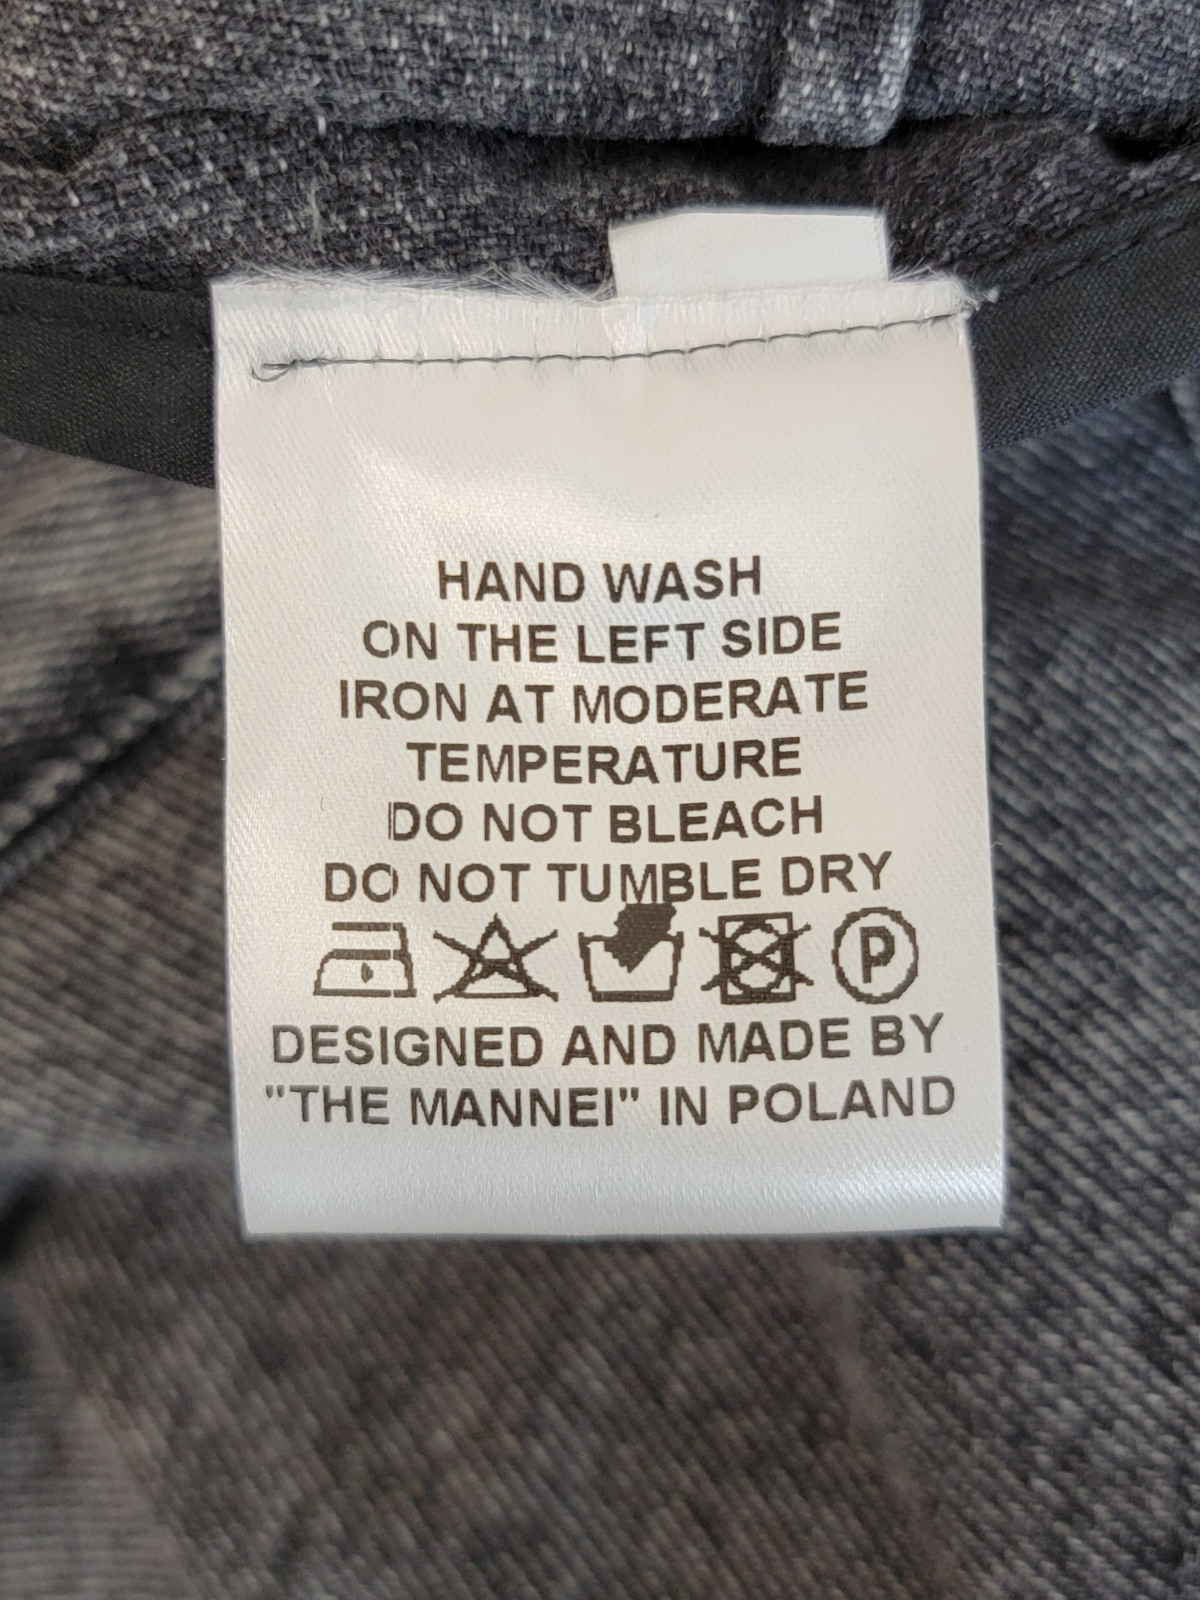 HAND WASH
ON THE LEFT SIDE
IRON AT MODERATE
TEMPERATURE
DO NOT BLEACH
DO NOT TUMBLE DRY
P
DESIGNED AND MADE BY
"THE MANNEI" IN POLAND